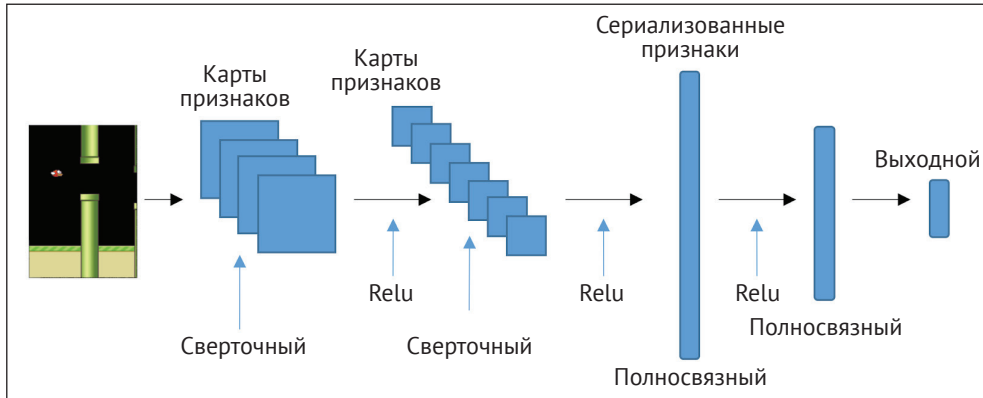 Сериализованные
признаки
Карты
признаков
Карты
признаков
Выходной
Relu
Relu
Relu
Сверточный
Сверточный
Полносвязный
Полносвязный